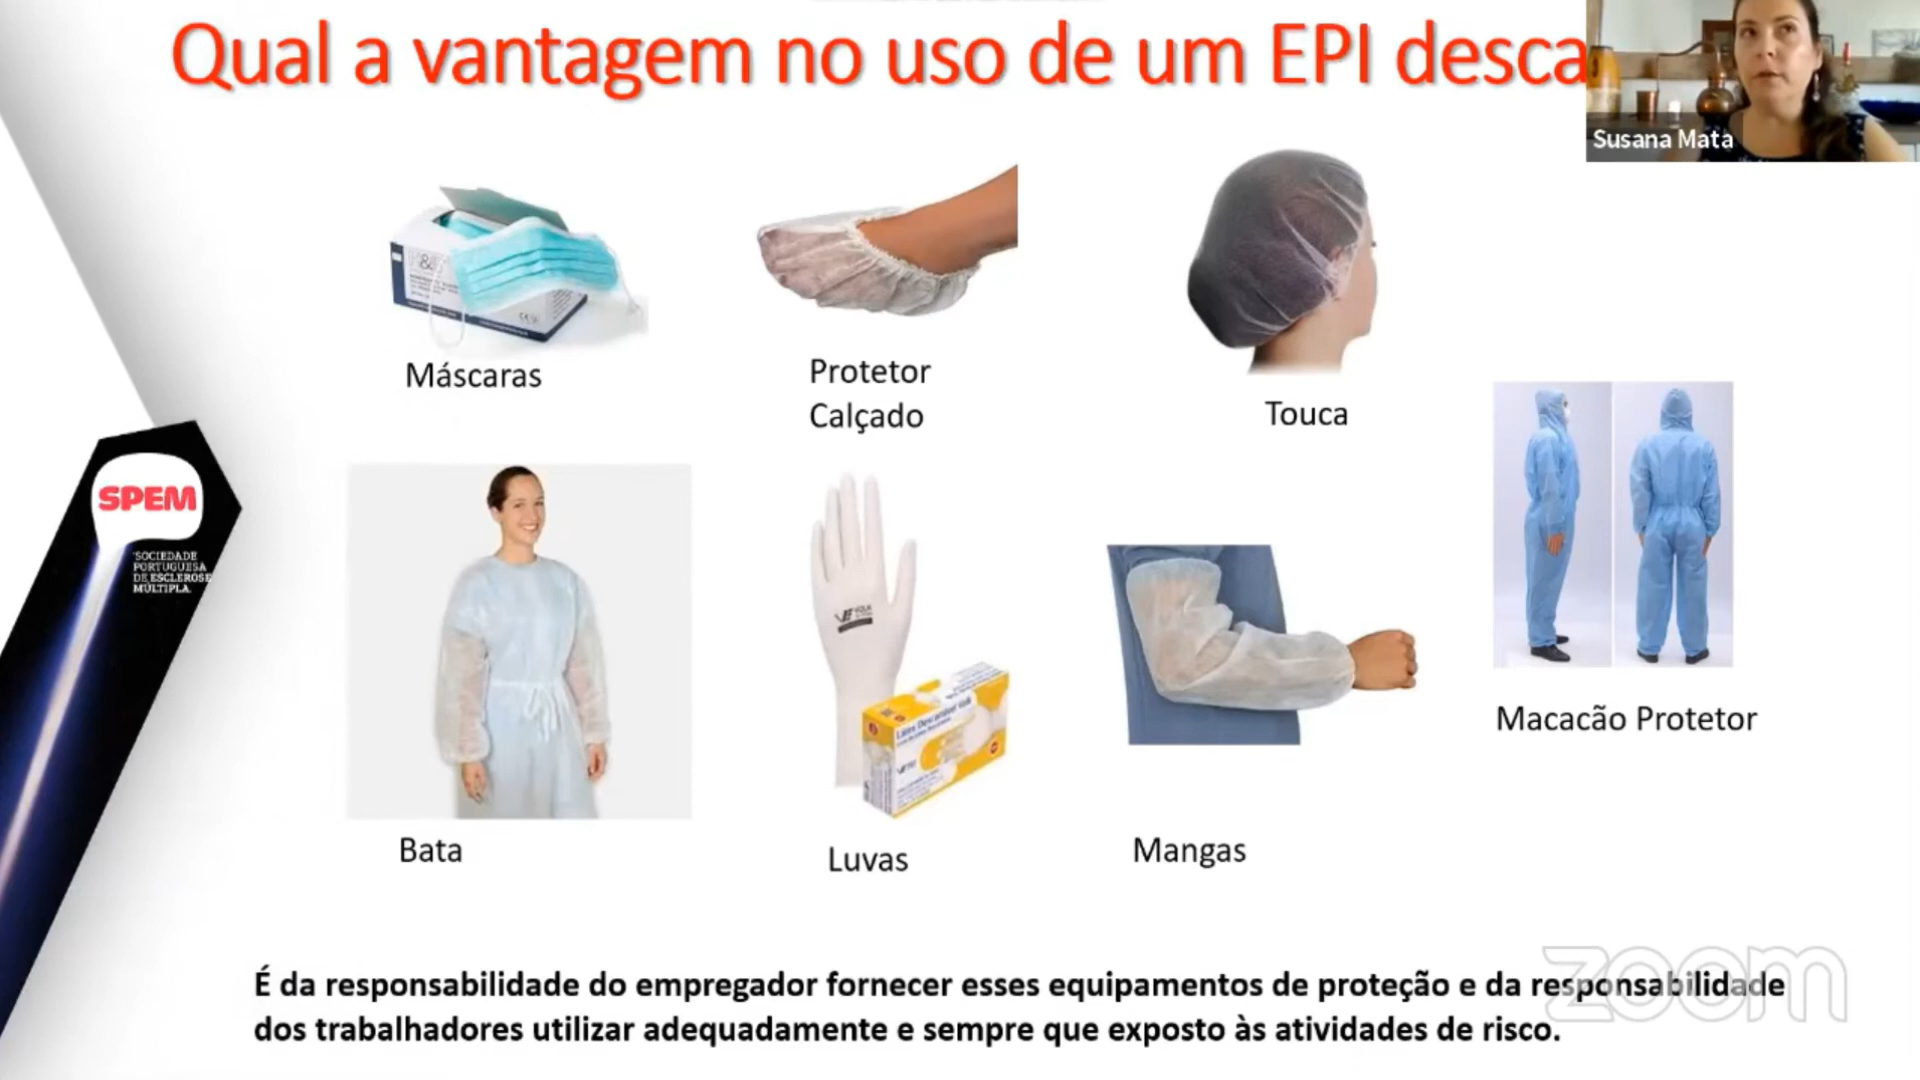 Qual a vantagem no uso de um EPI desca
Susana Mata
Máscaras
Protetor
Calçado
Touca
SPEM
SOCIEDADE
PORTUGUESA
DE ESCLEROSE
MÚLTIPLA.
Macacão Protetor
Bata
Luvas
Mangas
É da responsabilidade do empregador fornecer esses equipamentos de proteção e da responsabilidade
dos trabalhadores utilizar adequadamente e sempre que exposto às atividades de risco.
zoom